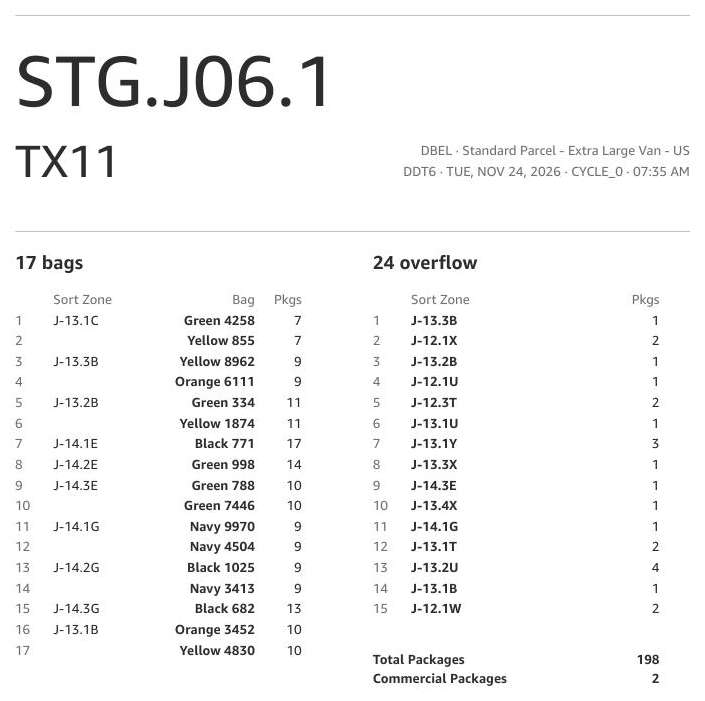 STG.J06.1
TX11
DBEL · Standard Parcel - Extra Large Van - US
DDT6 · TUE, NOV 24, 2026 · CYCLE_0 · 07:35 AM
17 bags
Sort Zone Bag Pkgs
1 J-13.1C Green 4258 7
2 Yellow 855 7
3 J-13.3B Yellow 8962 9
4 Orange 6111 9
5 J-13.2B Green 334 11
6 Yellow 1874 11
7 J-14.1E Black 771 17
8 J-14.2E Green 998 14
9 J-14.3E Green 788 10
10 Green 7446 10
11 J-14.1G Navy 9970 9
12 Navy 4504 9
13 J-14.2G Black 1025 9
14 Navy 3413 9
15 J-14.3G Black 682 13
16 J-13.1B Orange 3452 10
17 Yellow 4830 10
24 overflow
Sort Zone Pkgs
1 J-13.3B 1
2 J-12.1X 2
3 J-13.2B 1
4 J-12.1U 1
5 J-12.3T 2
6 J-13.1U 1
7 J-13.1Y 3
8 J-13.3X 1
9 J-14.3E 1
10 J-13.4X 1
11 J-14.1G 1
12 J-13.1T 2
13 J-13.2U 4
14 J-13.1B 1
15 J-12.1W 2
Total Packages 198
Commercial Packages 2